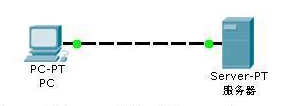 PC-PT
PC
Server-PT
服务器